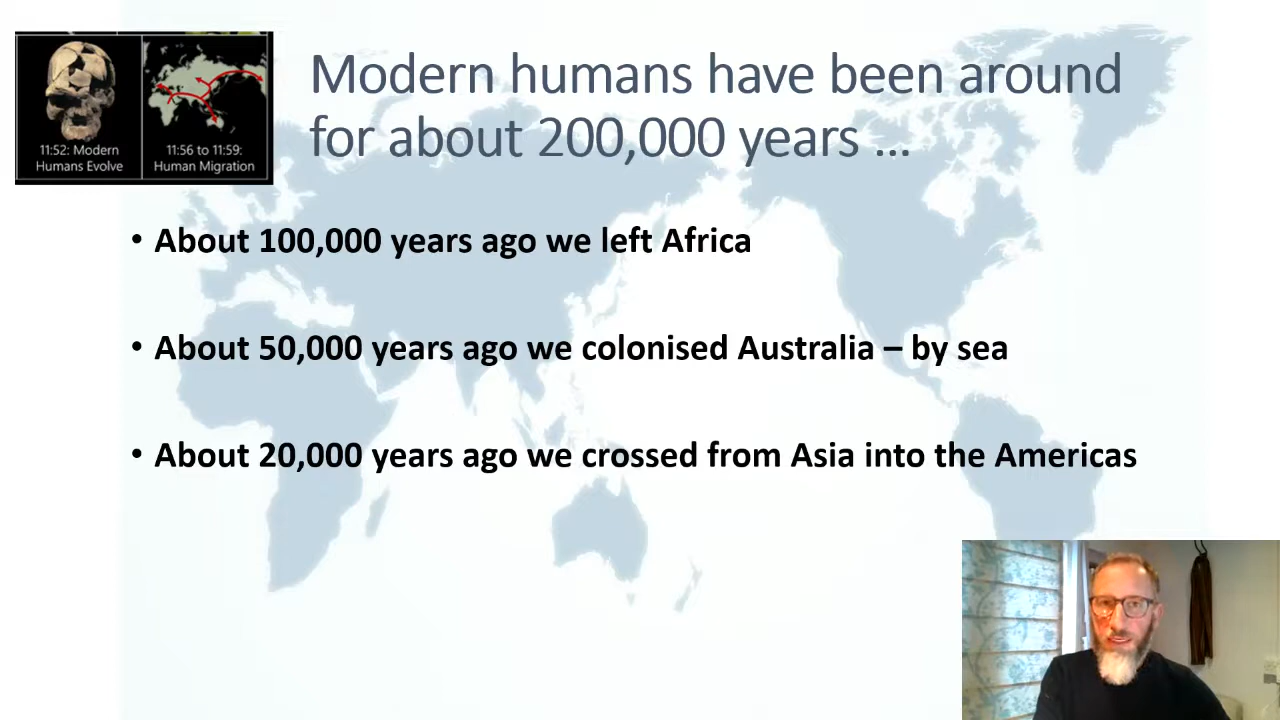 11:52: Modern
Humans Evolve
11:56 to 11:59:
Human Migration
Modern humans have been around
for about 200,000 years ...
• About 100,000 years ago we left Africa
• About 50,000 years ago we colonised Australia – by sea
• About 20,000 years ago we crossed from Asia into the Americas